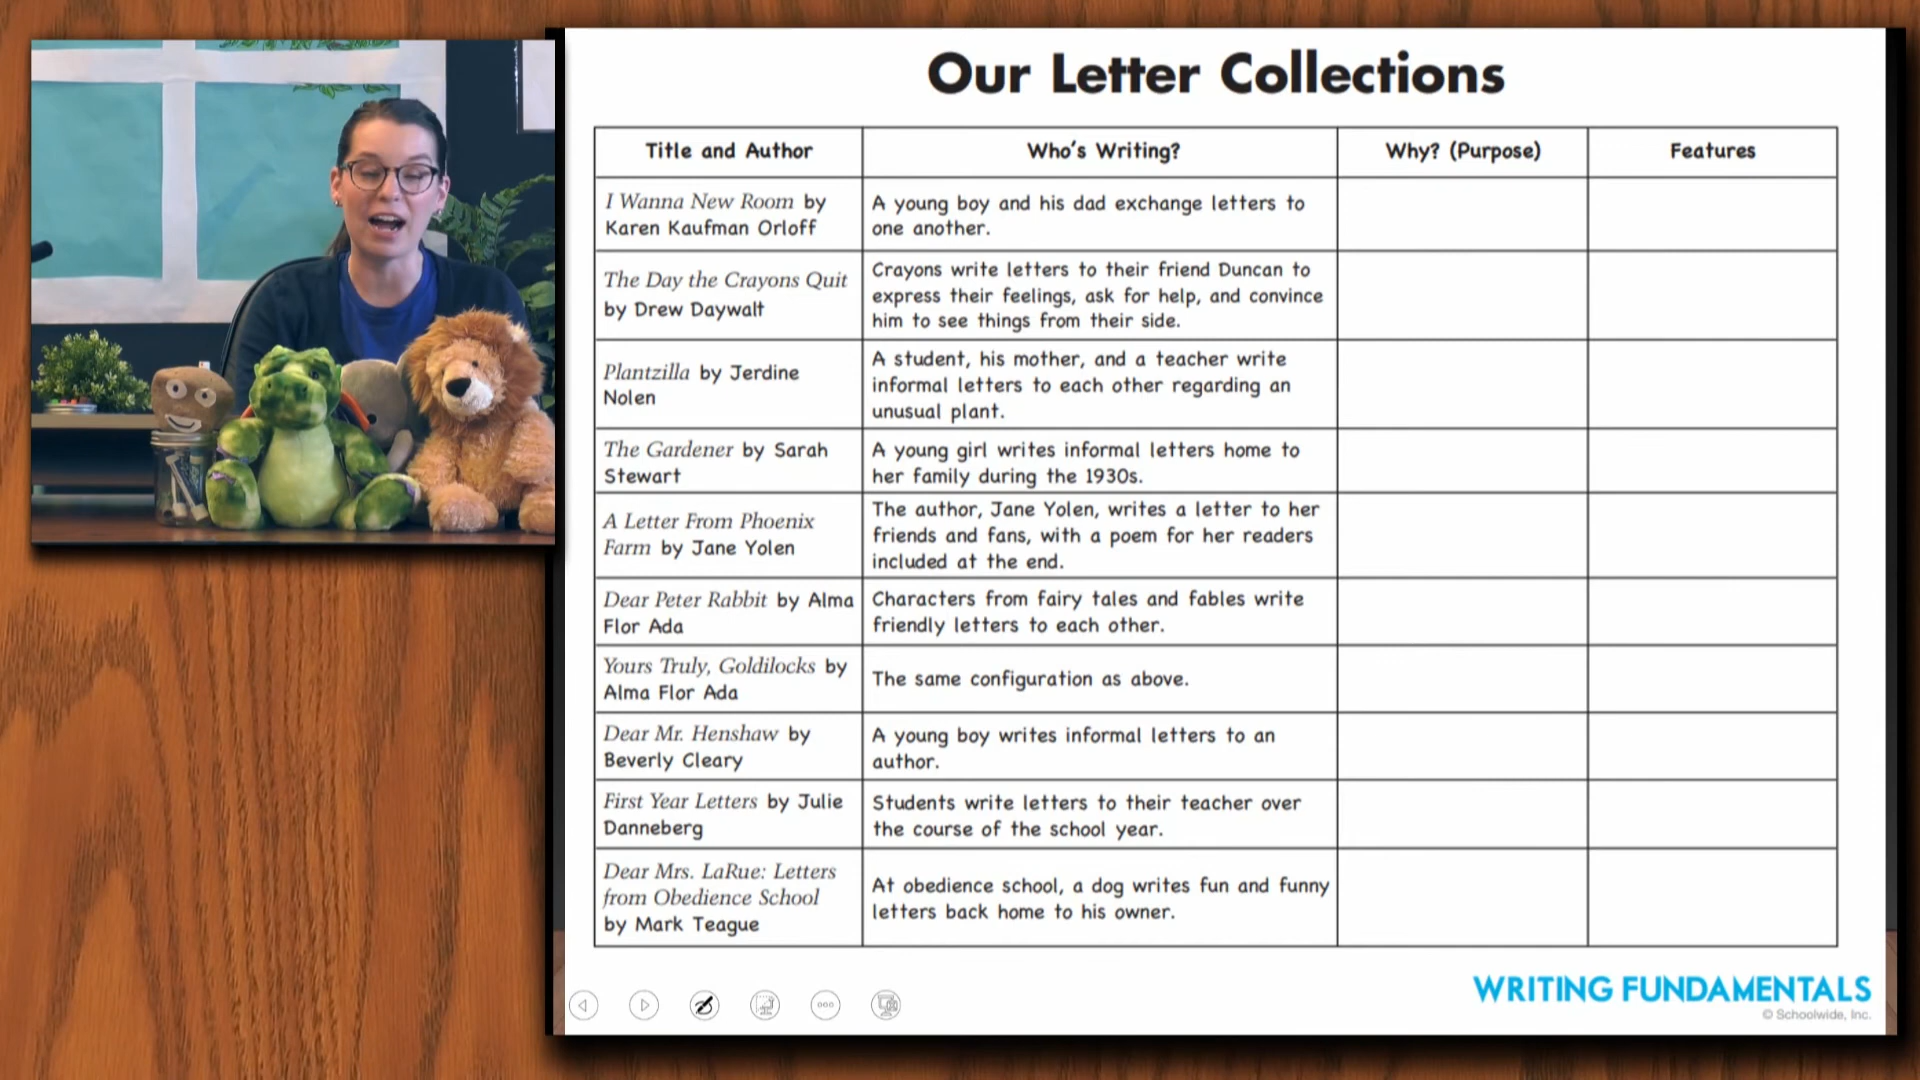 Our Letter Collections
Title and Author
Who's Writing?
Why? (Purpose)
Features
I Wanna New Room by
Karen Kaufman Orloff
A young boy and his dad exchange letters to
one another.
The Day the Crayons Quit
by Drew Daywalt
Crayons write letters to their friend Duncan to
express their feelings, ask for help, and convince
him to see things from their side.
Plantzilla by Jerdine
Nolen
A student, his mother, and a teacher write
informal letters to each other regarding an
unusual plant.
The Gardener by Sarah
Stewart
A young girl writes informal letters home to
her family during the 1930s.
A Letter From Phoenix
Farm by Jane Yolen
The author, Jane Yolen, writes a letter to her
friends and fans, with a poem for her readers
included at the end.
Dear Peter Rabbit by Alma
Flor Ada
Characters from fairy tales and fables write
friendly letters to each other.
Yours Truly, Goldilocks by
Alma Flor Ada
The same configuration as above.
Dear Mr. Henshaw by
Beverly Cleary
A young boy writes informal letters to an
author.
First Year Letters by Julie
Danneberg
Students write letters to their teacher over
the course of the school year.
Dear Mrs. LaRue: Letters
from Obedience School
by Mark Teague
At obedience school, a dog writes fun and funny
letters back home to his owner.
WRITING FUNDAMENTALS
© Schoolwide, Inc.